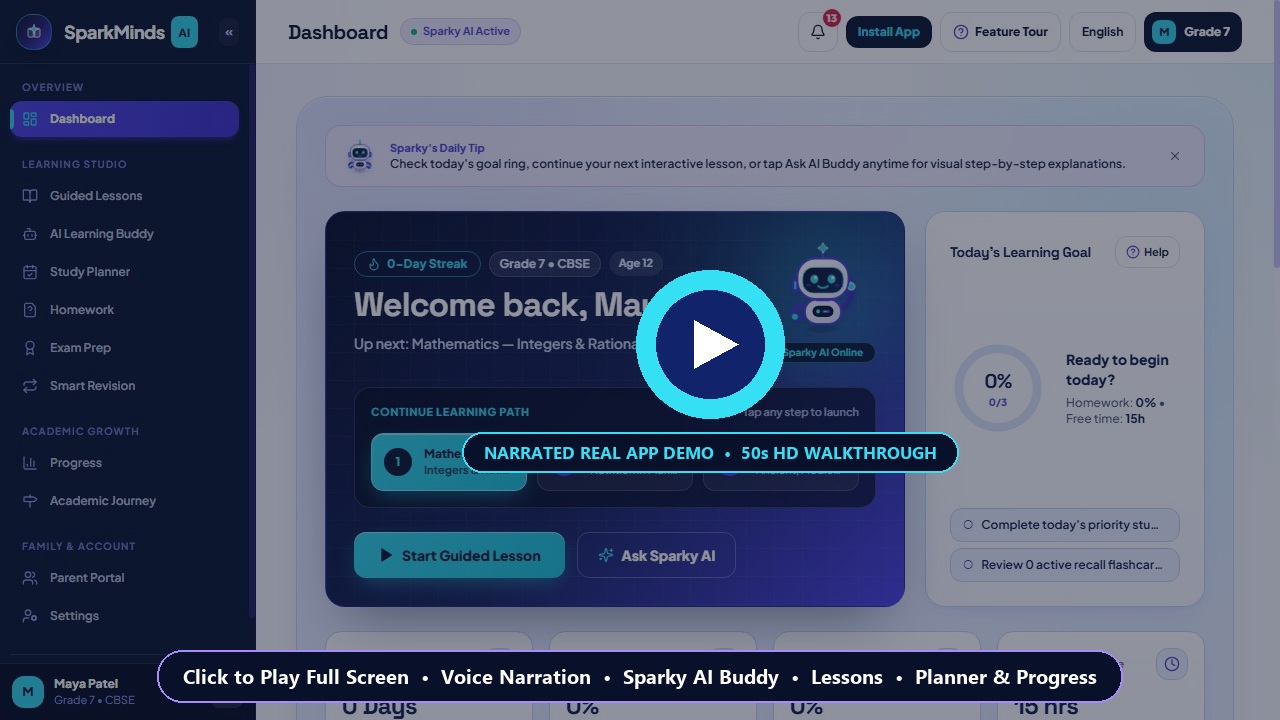 SparkMinds AI
«
OVERVIEW
Dashboard
LEARNING STUDIO
Guided Lessons
AI Learning Buddy
Study Planner
Homework
Exam Prep
Smart Revision
ACADEMIC GROWTH
Progress
Academic Journey
FAMILY & ACCOUNT
Parent Portal
Settings
M
Maya Patel
Grade 7 • CBSE
Dashboard
Sparky AI Active
13
Install App
Feature Tour
English
M Grade 7
Sparky's Daily Tip
Check today's goal ring, continue your next interactive lesson, or tap Ask AI Buddy anytime for visual step-by-step explanations.
0-Day Streak
Grade 7 • CBSE
Age 12
Welcome back,
Up next: Mathematics — Integers &
Sparky AI Online
CONTINUE LEARNING PATH
Tap any step to launch
1
NARRATED REAL APP DEMO • 50s HD WALKTHROUGH
Start Guided Lesson
Ask Sparky AI
Today's Learning Goal
Help
0%
0/3
Ready to begin
today?
Homework: 0% •
Free time: 15h
Complete today's priority stu...
Review 0 active recall flashcar...
Click to Play Full Screen • Voice Narration • Sparky AI Buddy • Lessons • Planner & Progress
0 Days
0%
0%
15 hrs